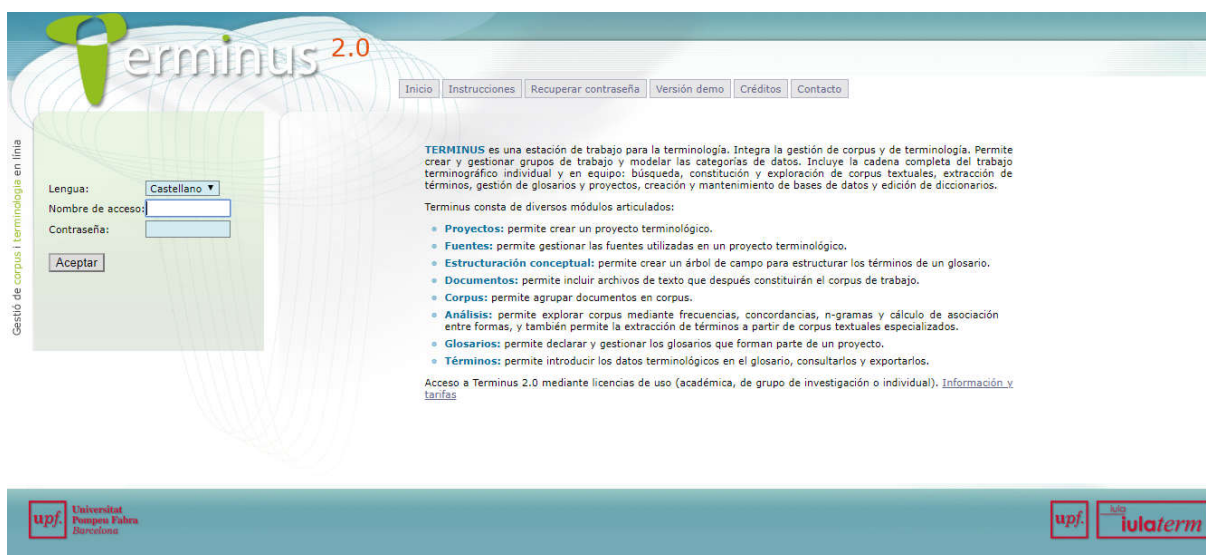 Terminus 2.0
Inicio Instrucciones Recuperar contraseña Versión demo Créditos Contacto
Gestió de corpus i terminologia en línia
Lengua: Castellano ▼
Nombre de acceso:
Contraseña:
Aceptar
TERMINUS es una estación de trabajo para la terminología. Integra la gestión de corpus y de terminología. Permite
crear y gestionar grupos de trabajo y modelar las categorías de datos. Incluye la cadena completa del trabajo
terminográfico individual y en equipo: búsqueda, constitución y exploración de corpus textuales, extracción de
términos, gestión de glosarios y proyectos, creación y mantenimiento de bases de datos y edición de diccionarios.
Terminus consta de diversos módulos articulados:
Proyectos: permite crear un proyecto terminológico.
Fuentes: permite gestionar las fuentes utilizadas en un proyecto terminológico.
Estructuración conceptual: permite crear un árbol de campo para estructurar los términos de un glosario.
Documentos: permite incluir archivos de texto que después constituirán el corpus de trabajo.
Corpus: permite agrupar documentos en corpus.
Análisis: permite explorar corpus mediante frecuencias, concordancias, n-gramas y cálculo de asociación
entre formas, y también permite la extracción de términos a partir de corpus textuales especializados.
Glosarios: permite declarar y gestionar los glosarios que forman parte de un proyecto.
Términos: permite introducir los datos terminológicos en el glosario, consultarlos y exportarlos.
Acceso a Terminus 2.0 mediante licencias de uso (académica, de grupo de investigación o individual). Información y
tarifas
upf. Universitat
Pompeu Fabra
Barcelona
upf.
iula
iulaterm